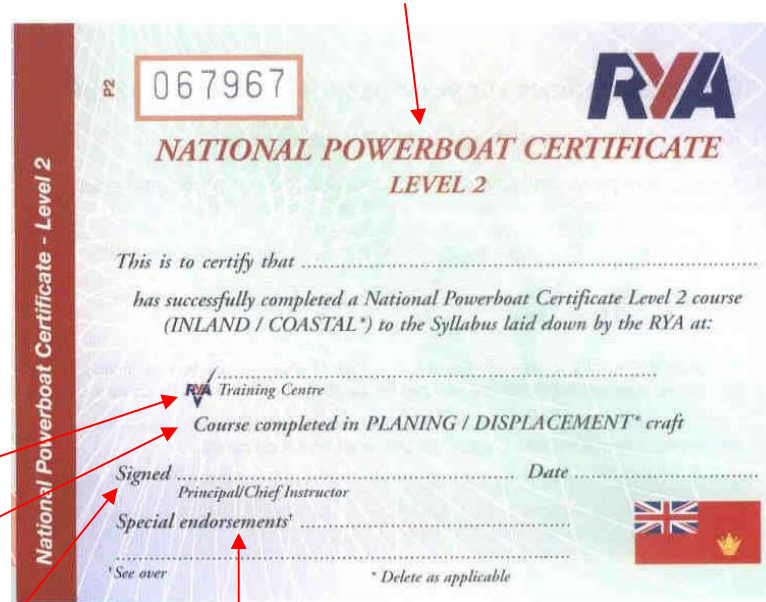 P2
067967
RYA
NATIONAL POWERBOAT CERTIFICATE
LEVEL 2
National Powerboat Certificate - Level 2
This is to certify that
has successfully completed a National Powerboat Certificate Level 2 course
(INLAND / COASTAL*) to the Syllabus laid down by the RYA at:
RYA Training Centre
Course completed in PLANING / DISPLACEMENT* craft
Signed Date
Principal/Chief Instructor
Special endorsements†
†See over * Delete as applicable